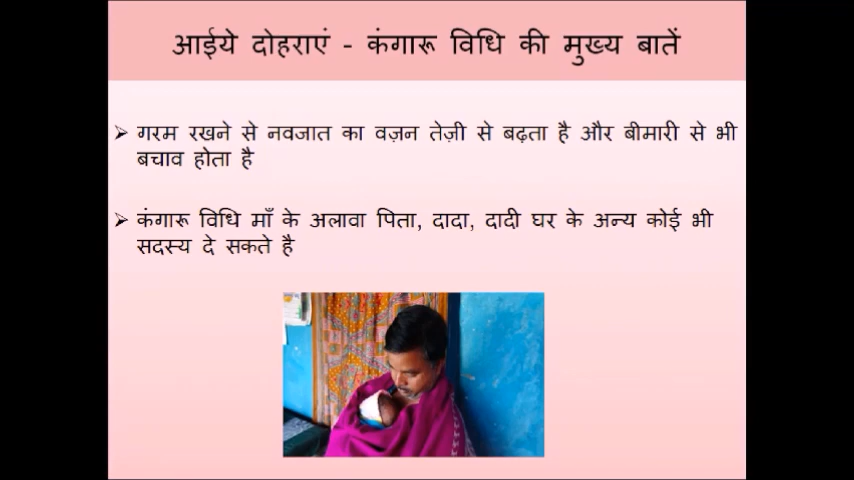 आईये दोहराएं - कंगारू विधि की मुख्य बातें
➢ गरम रखने से नवजात का वज़न तेज़ी से बढ़ता है और बीमारी से भी
बचाव होता है
➢ कंगारू विधि माँ के अलावा पिता, दादा, दादी घर के अन्य कोई भी
सदस्य दे सकते है